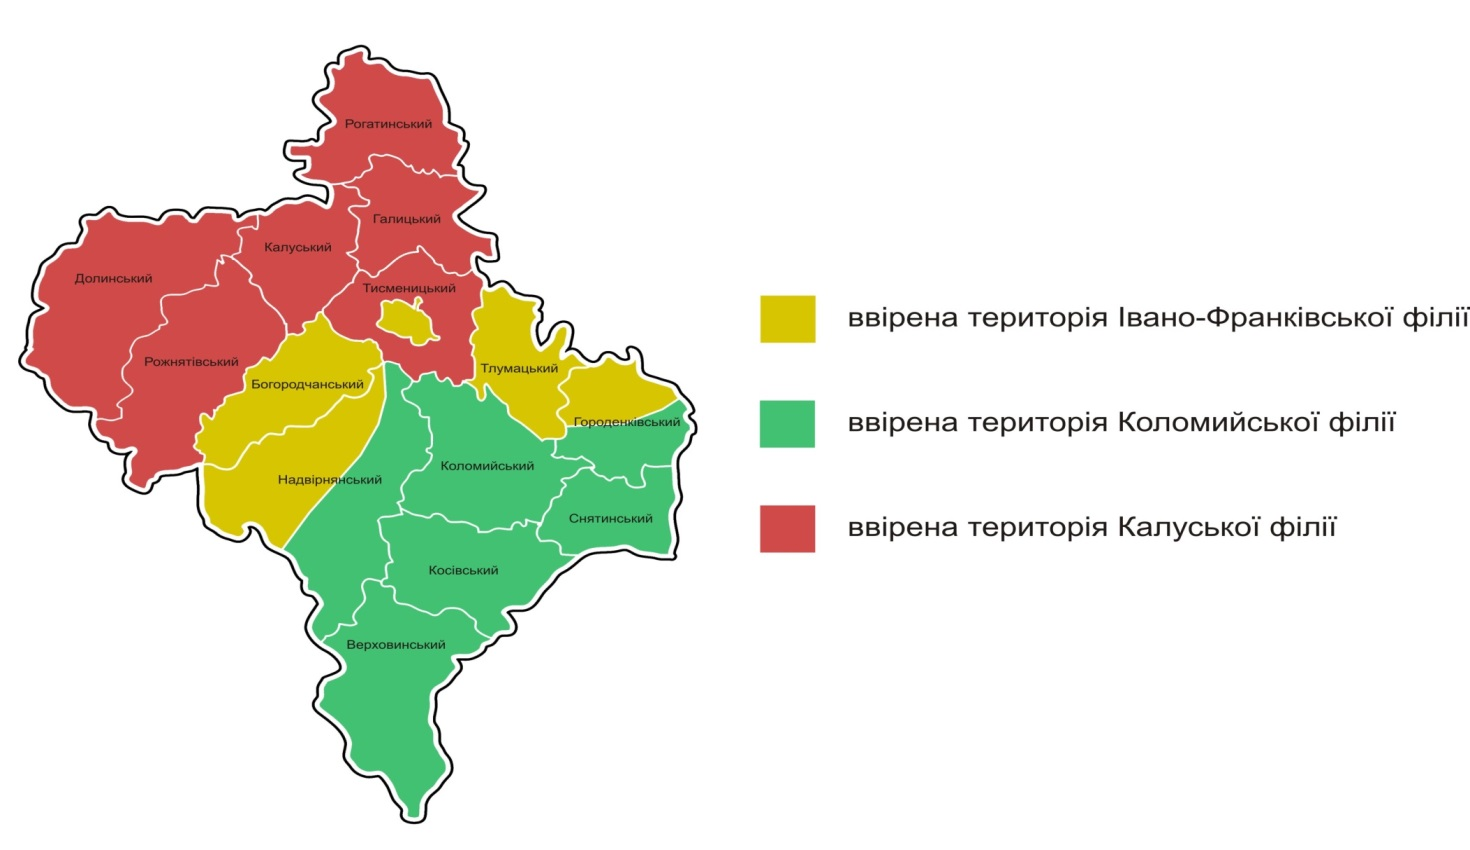 Рогатинський
Галицький
Калуський
Долинський
Тисменицький
Рожнятівський
Богородчанський
Тлумацький
Городенківський
Надвірнянський
Коломийський
Снятинський
Косівський
Верховинський
ввірена територія Івано-Франківської філії
ввірена територія Коломийської філії
ввірена територія Калуської філії